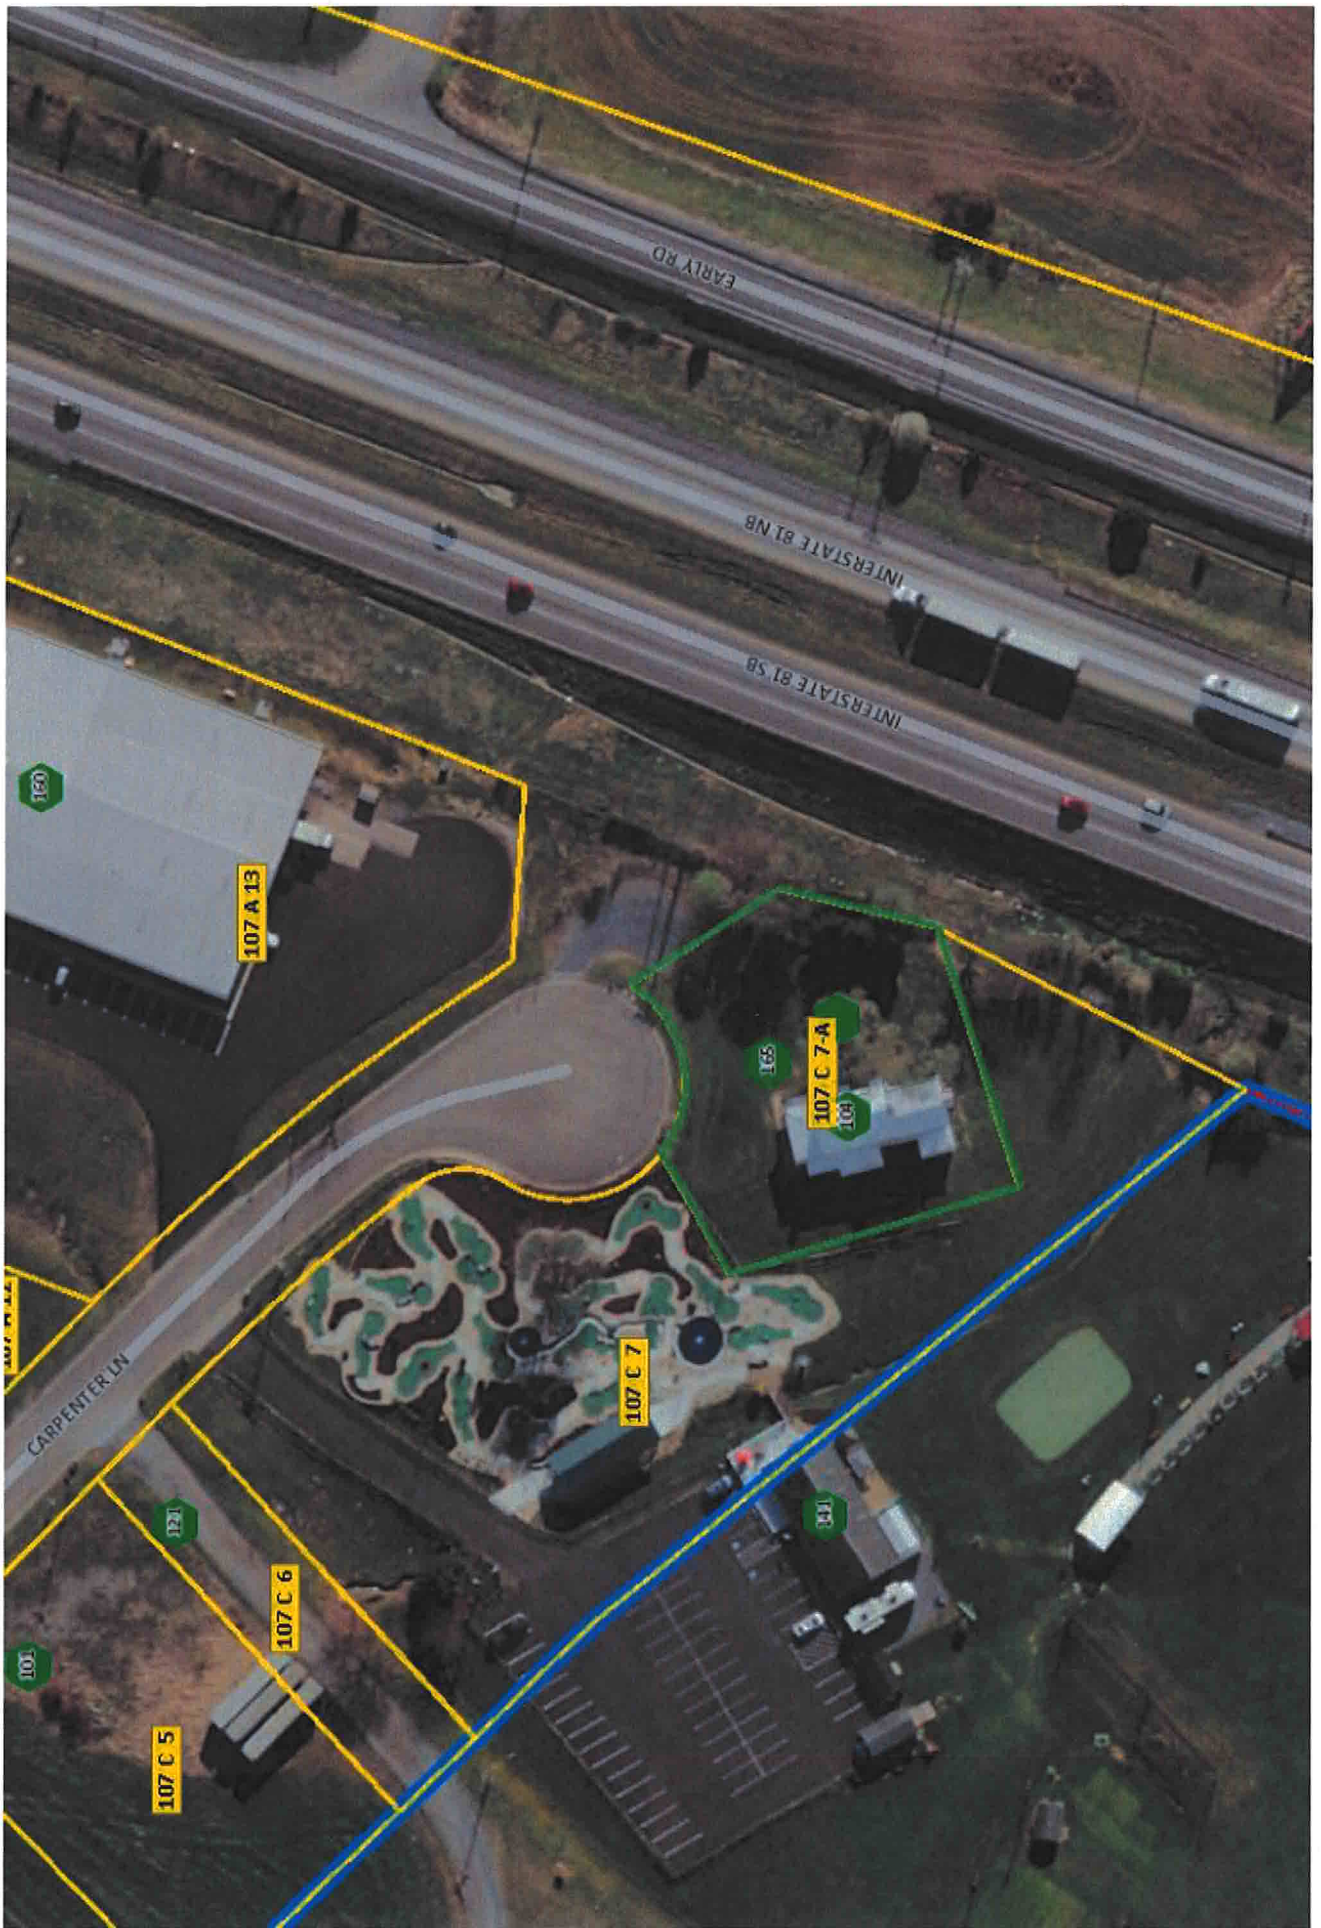 EARLY RD
INTERSTATE 81 NB
INTERSTATE 81 SB
160
107 A 13
165
107 C 7-A
104
107 C 7
CARPENTER LN
121
107 C 6
141
101
107 C 5